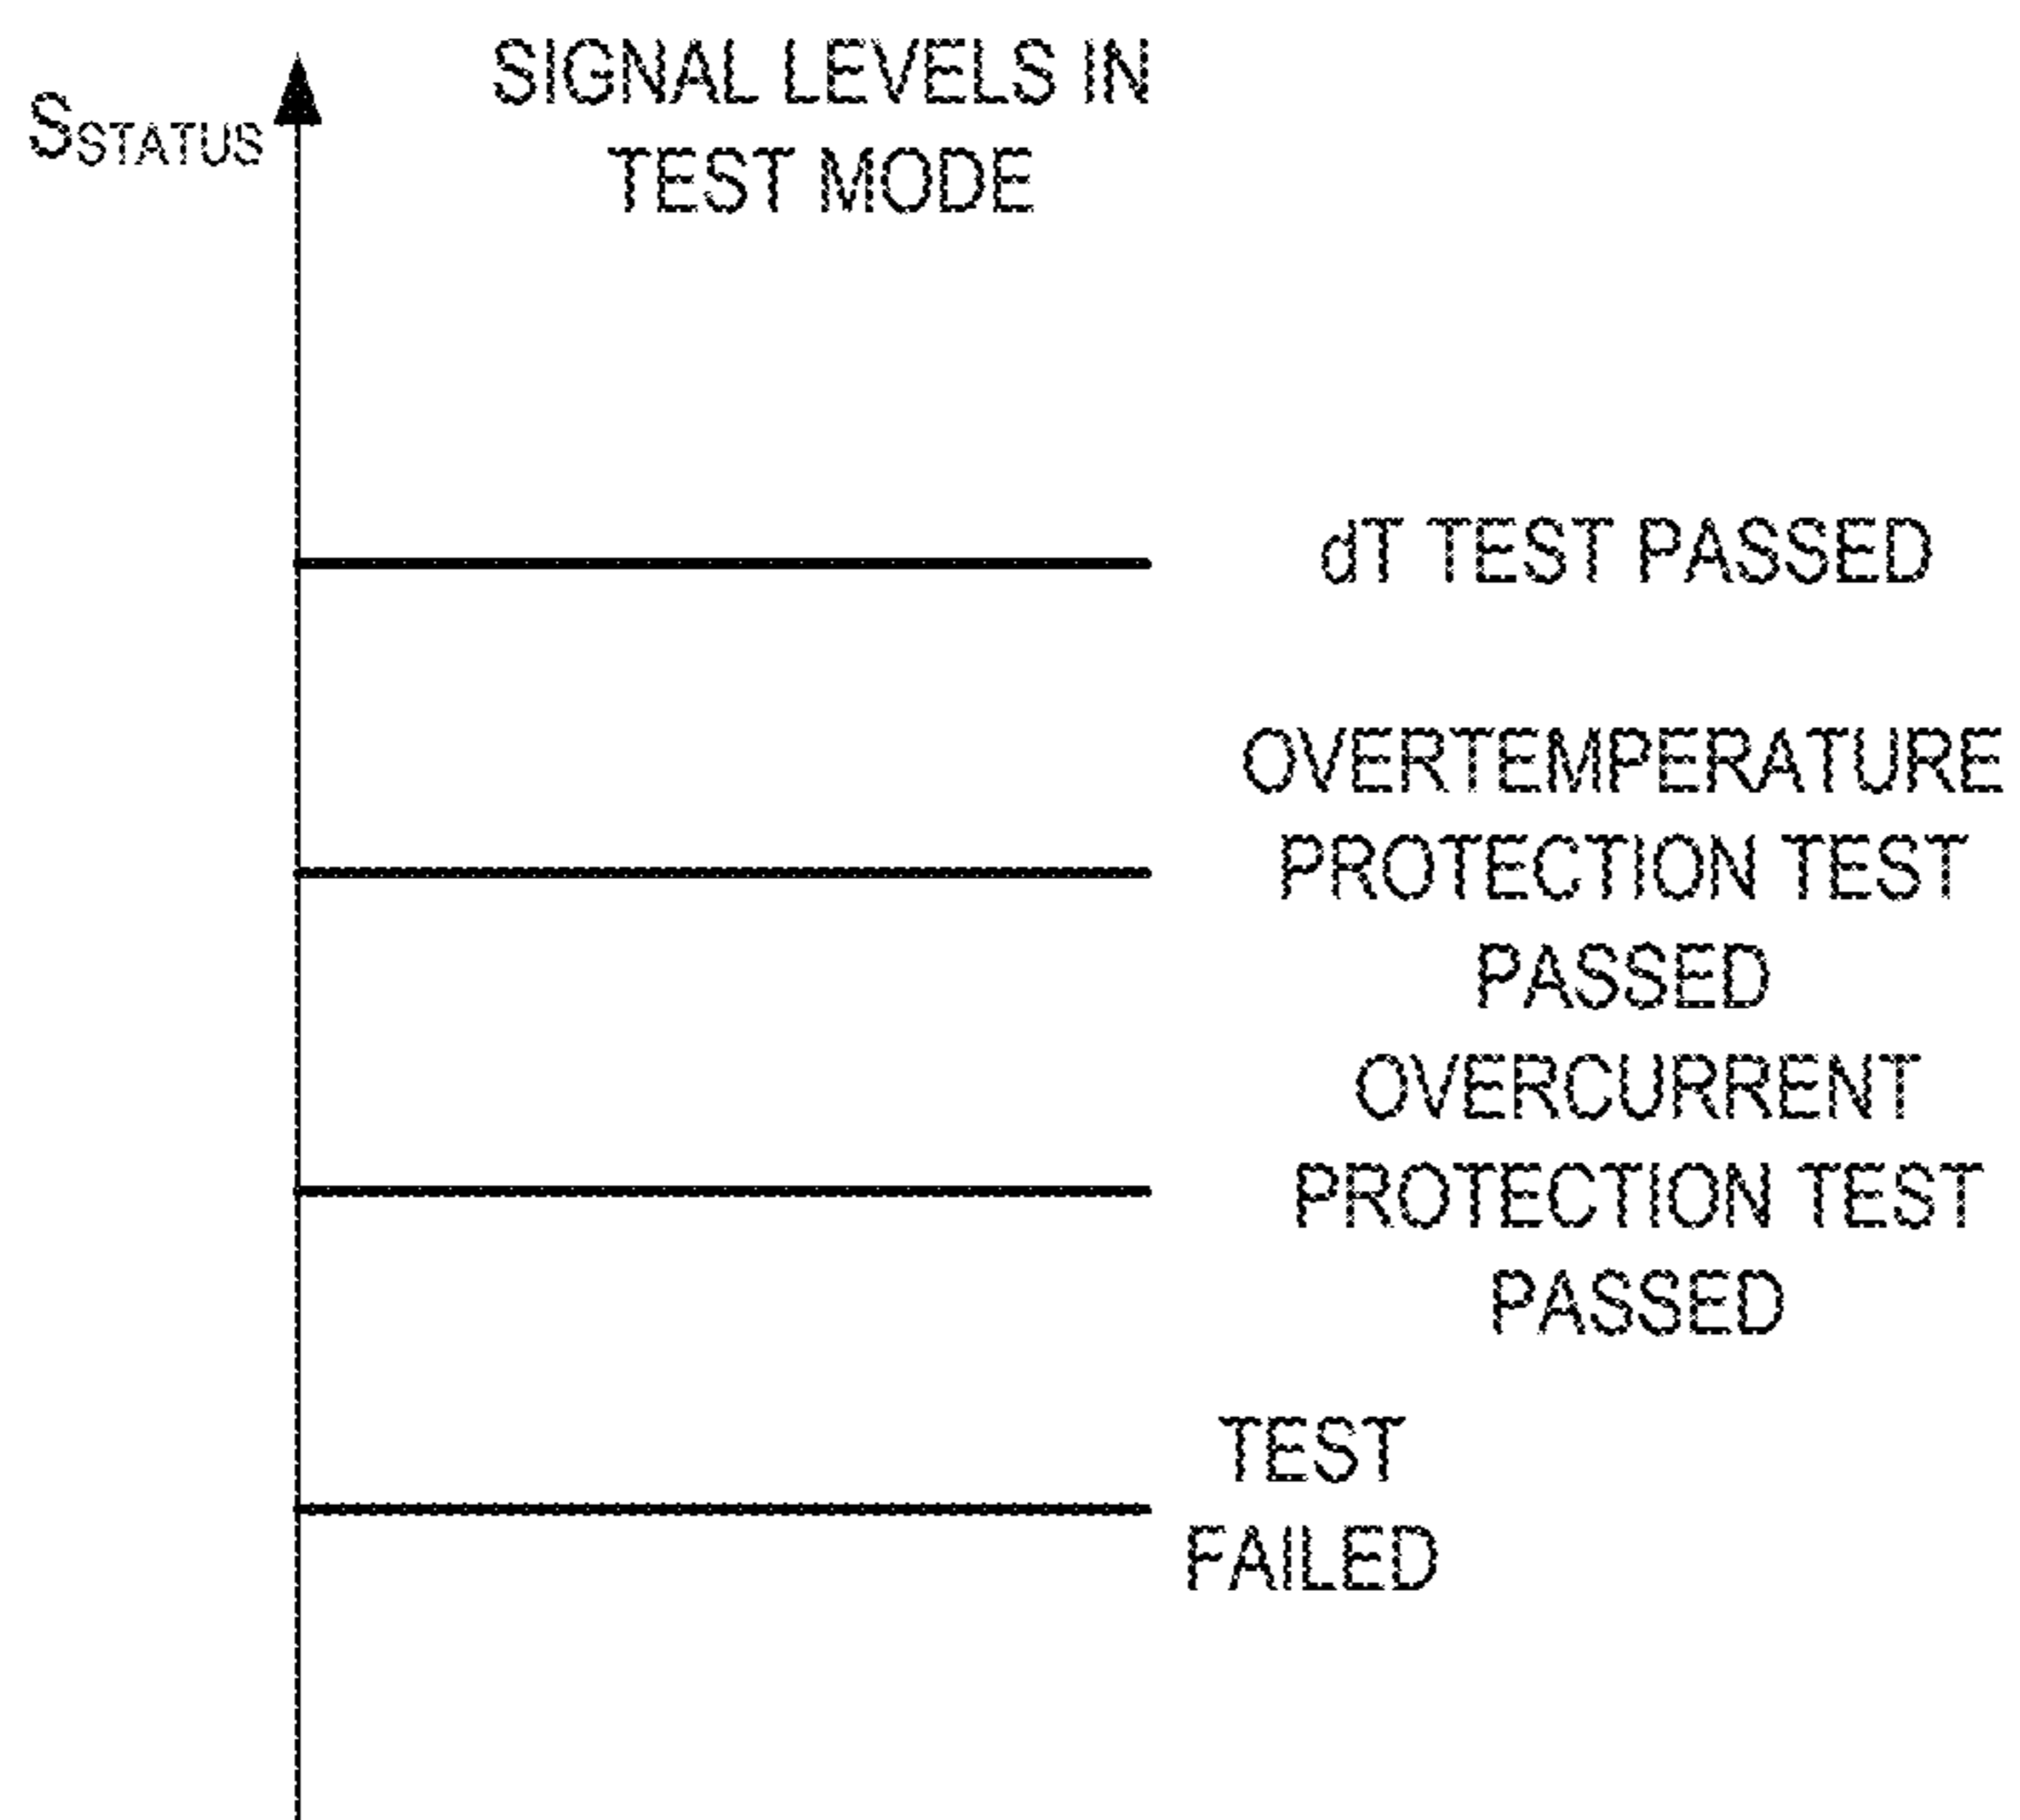 SIGNAL LEVELS IN
TEST MODE
SSTATUS
dT TEST PASSED
OVERTEMPERATURE
PROTECTION TEST
PASSED
OVERCURRENT
PROTECTION TEST
PASSED
TEST
FAILED